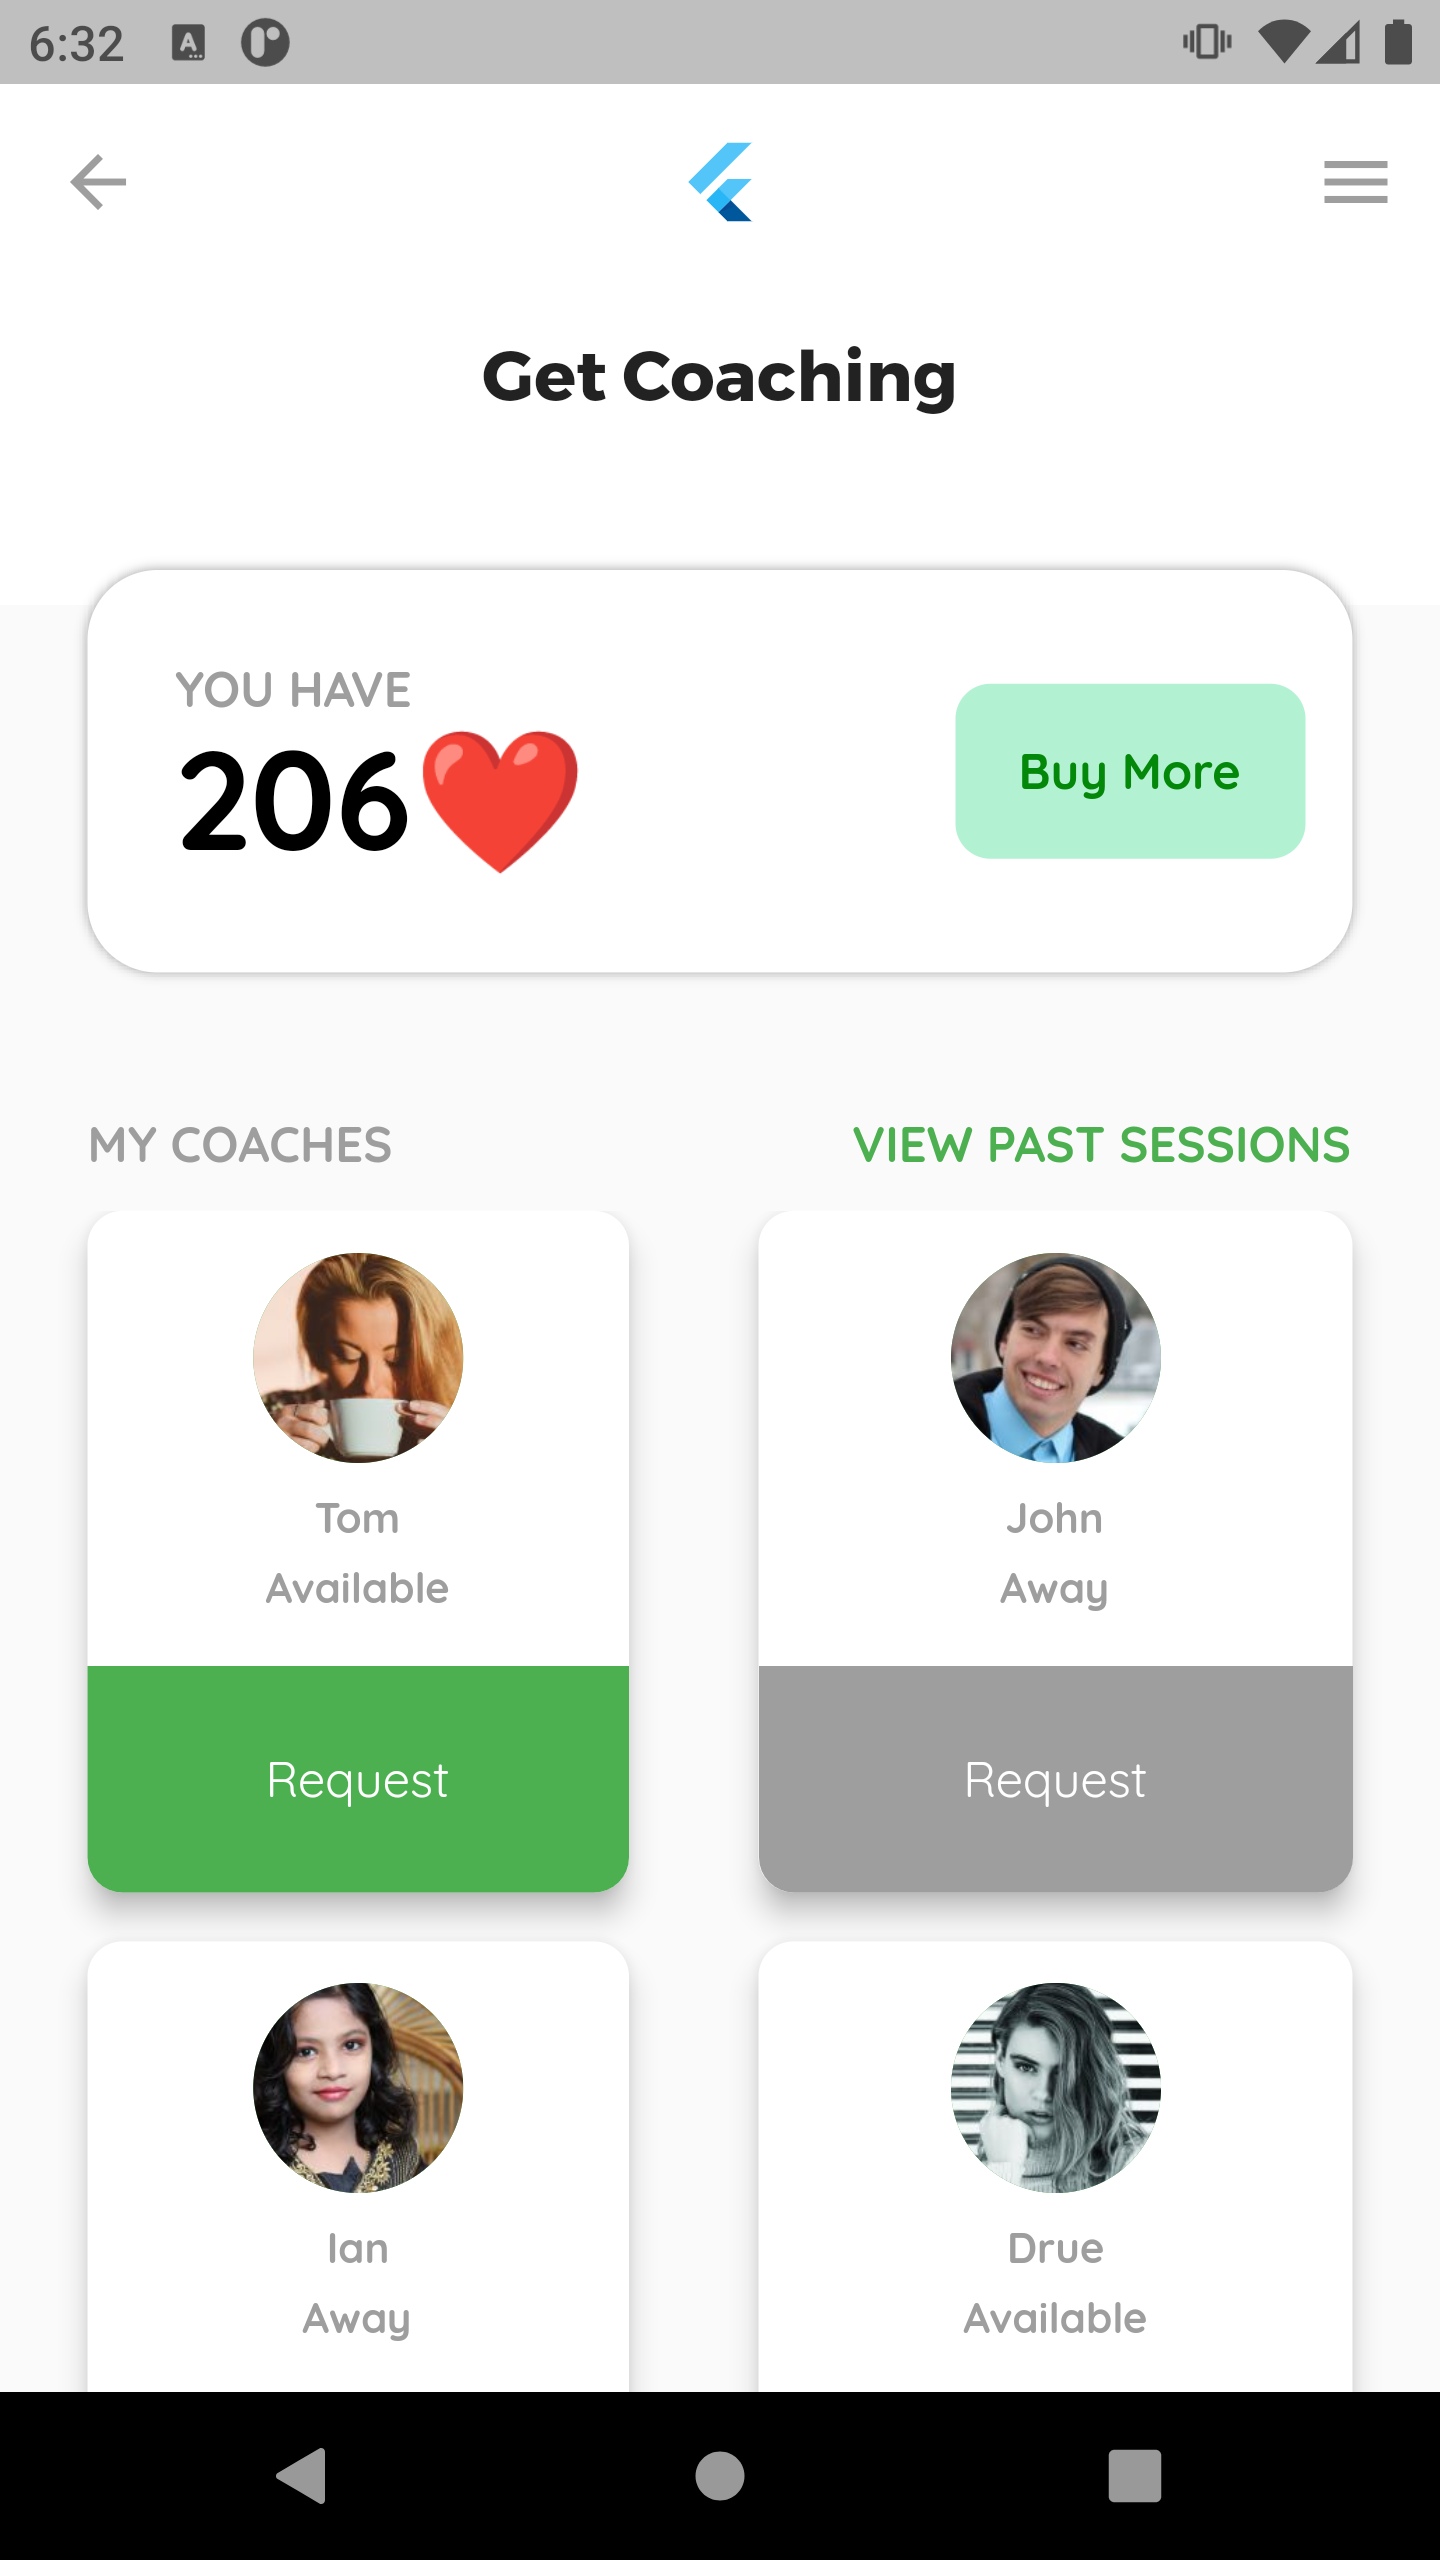 6:32
Get Coaching
YOU HAVE
206❤️
Buy More
MY COACHES
VIEW PAST SESSIONS
Tom
Available
Request
John
Away
Request
Ian
Away
Drue
Available